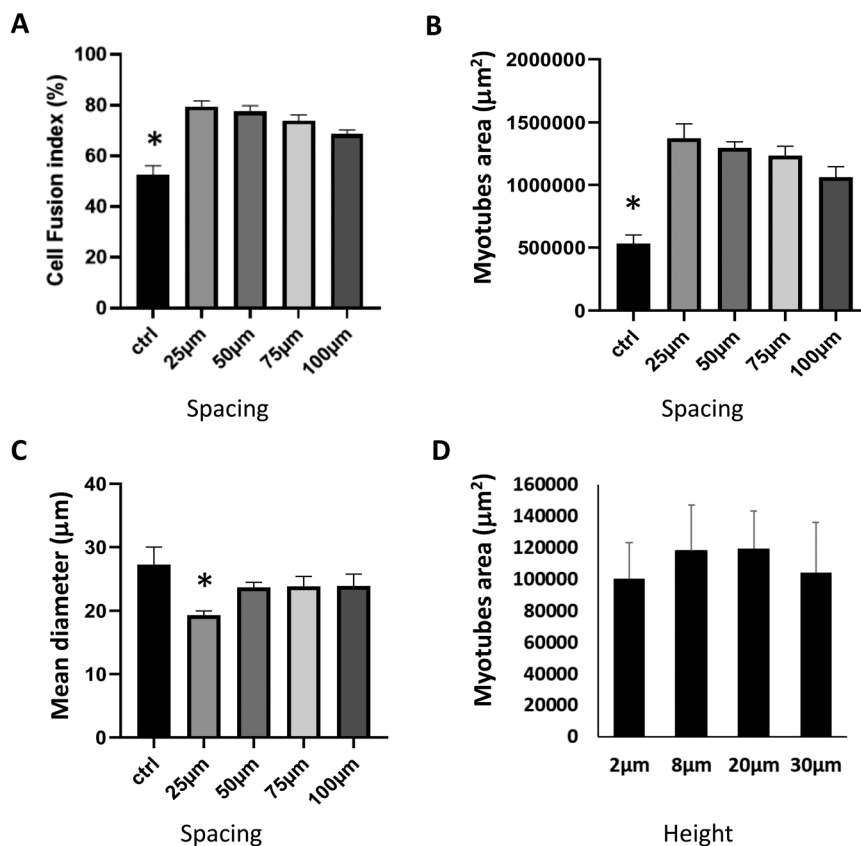 A
Cell Fusion index (%)
100
80
60
40
20
0
*
ctrl
25µm
50µm
75µm
100µm
Spacing
B
Myotubes area (µm²)
2000000
1500000
1000000
500000
0
*
ctrl
25µm
50µm
75µm
100µm
Spacing
C
Mean diameter (µm)
40
30
20
10
0
*
ctrl
25µm
50µm
75µm
100µm
Spacing
D
Myotubes area (µm²)
160000
140000
120000
100000
80000
60000
40000
20000
0
2µm 8µm 20µm 30µm
Height